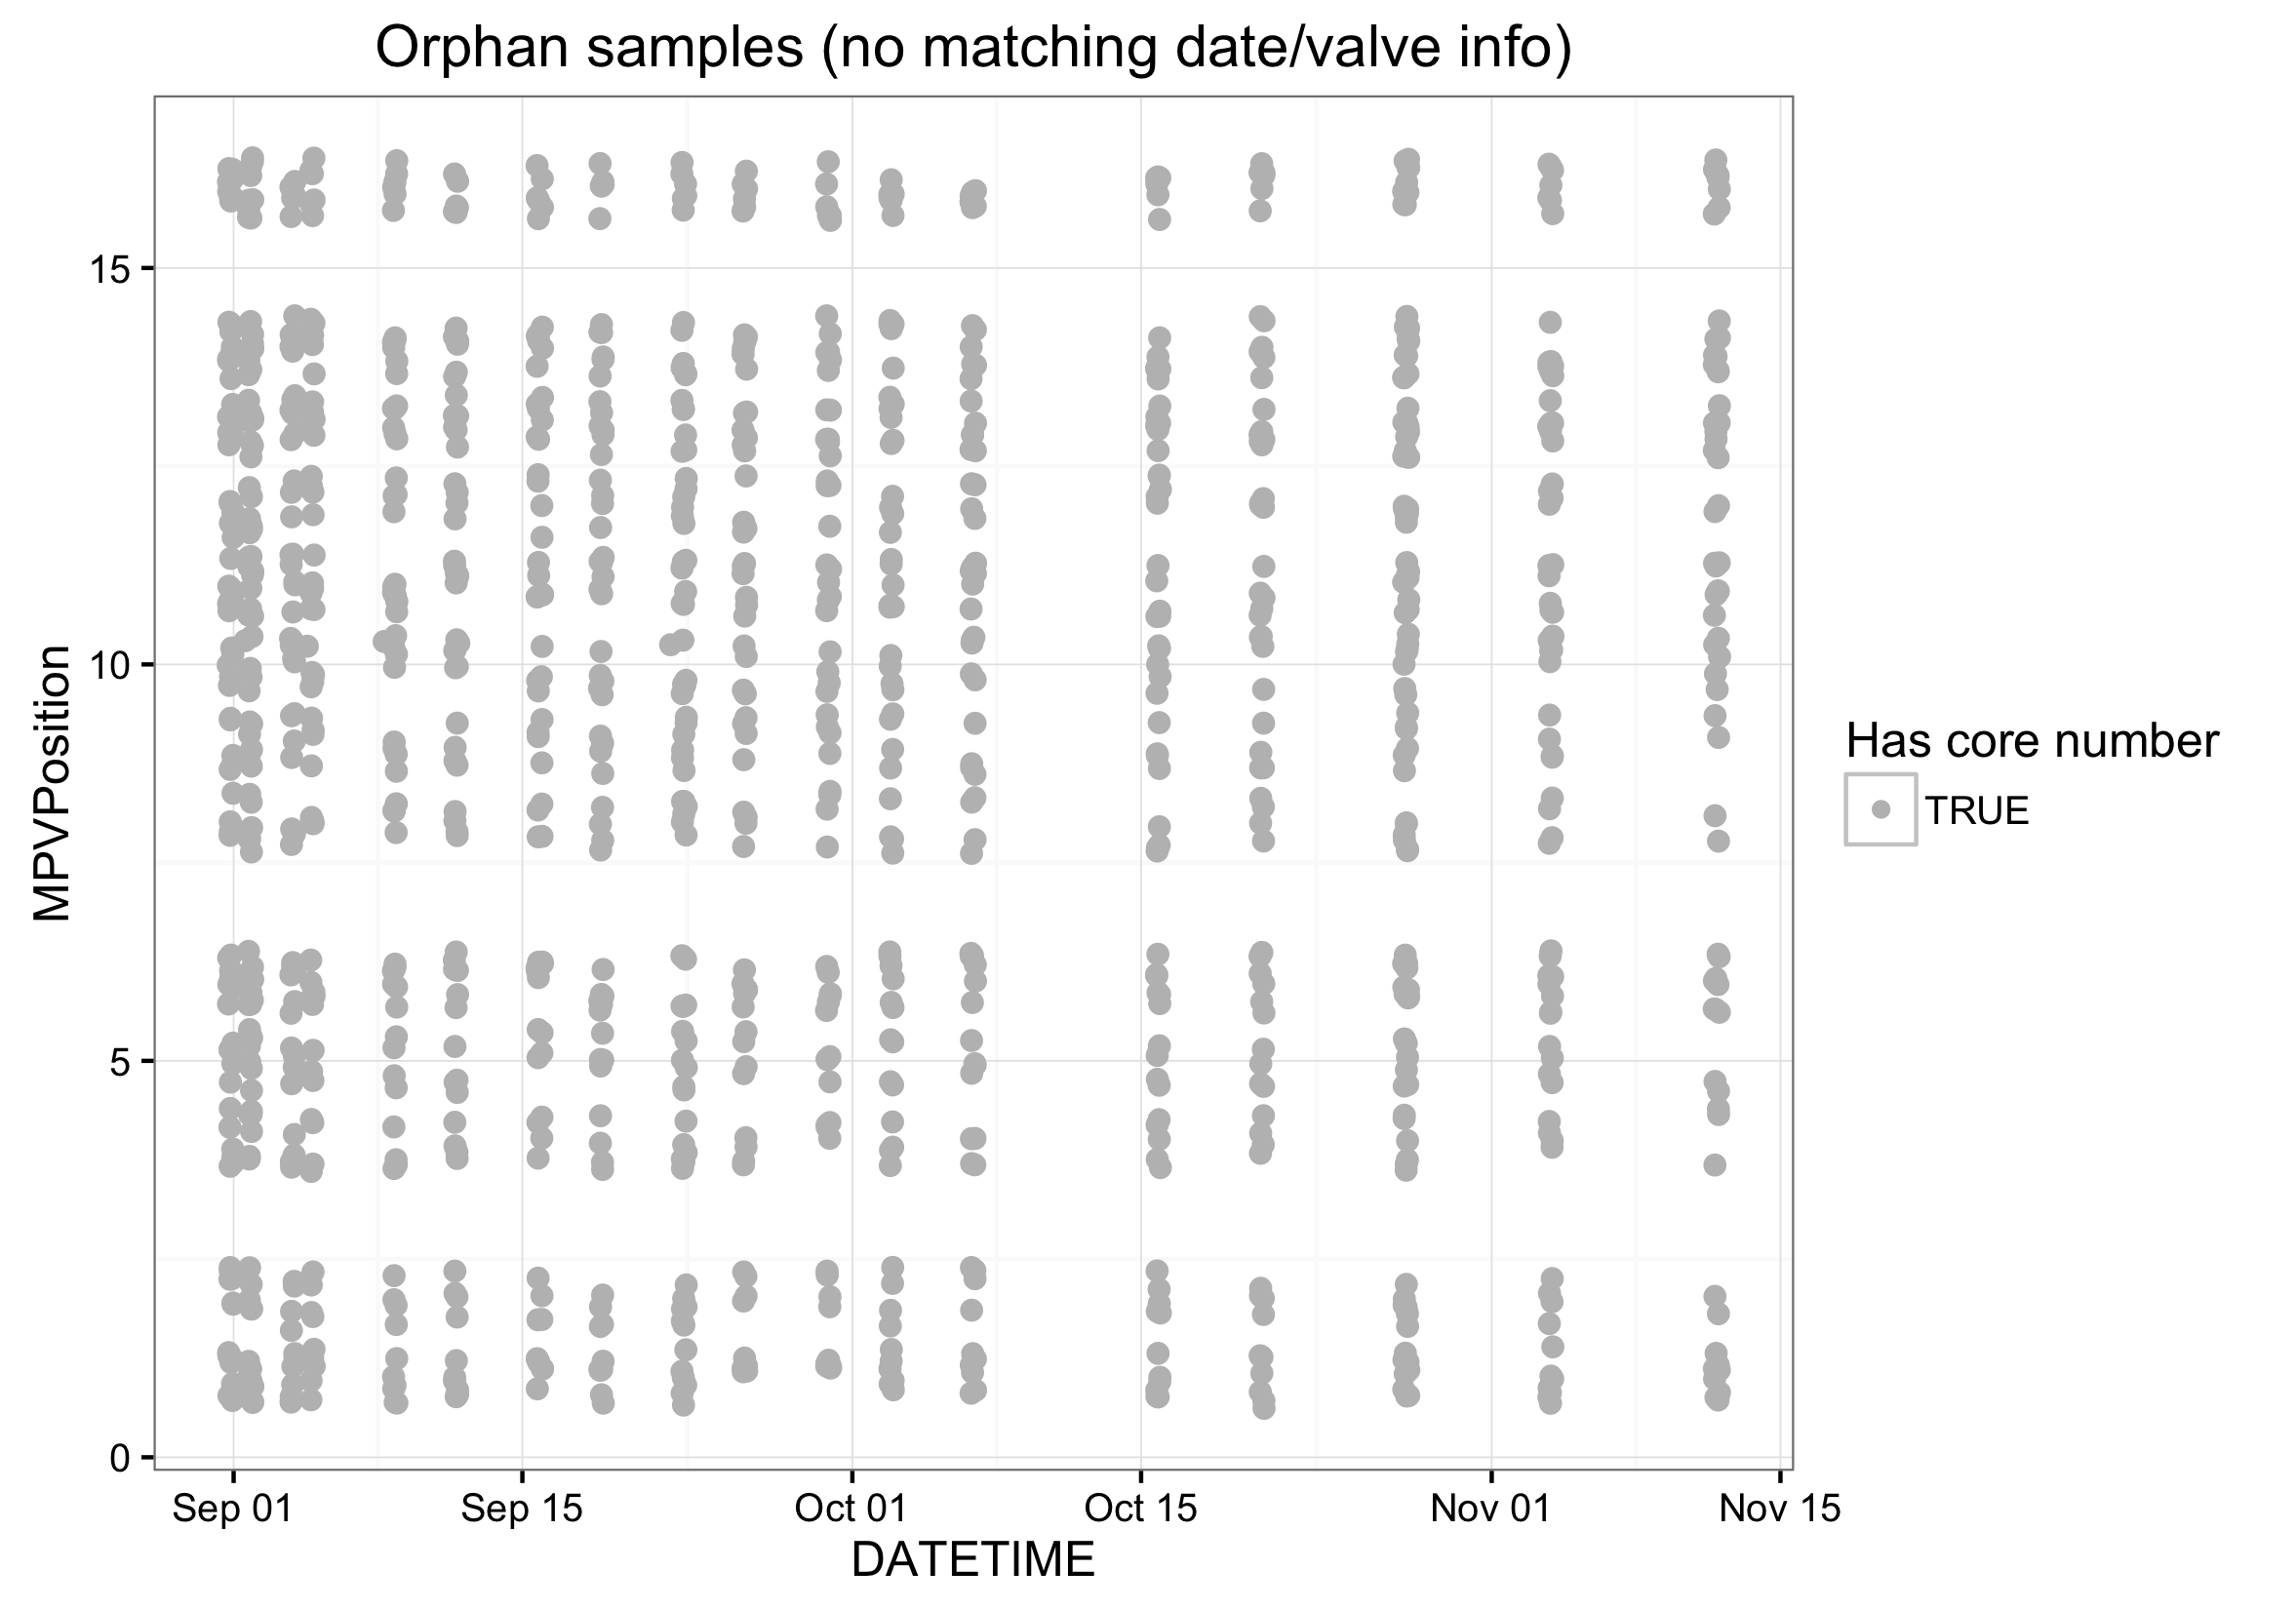 Orphan samples (no matching date/valve info)
15
10
5
0
MPVPosition
Sep 01
Sep 15
Oct 01
Oct 15
Nov 01
Nov 15
DATETIME
Has core number
TRUE